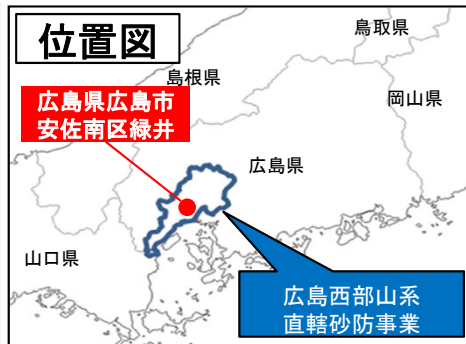 位置図
鳥取県
島根県
岡山県
広島県広島市
安佐南区緑井
広島県
山口県
広島西部山系
直轄砂防事業